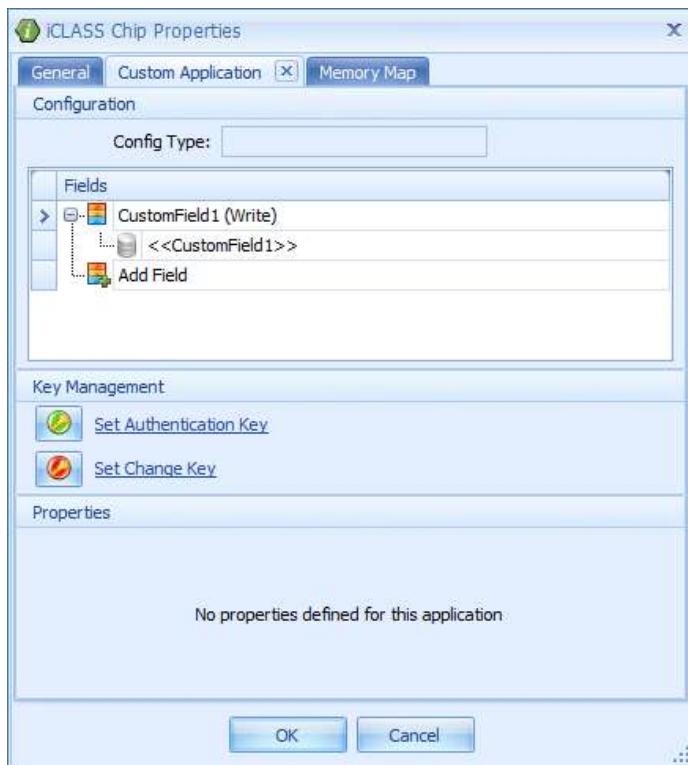 iCLASS Chip Properties
General Custom Application Memory Map
Configuration
Config Type:
Fields
CustomField1 (Write)
<<CustomField1>>
Add Field
Key Management
Set Authentication Key
Set Change Key
Properties
No properties defined for this application
OK Cancel